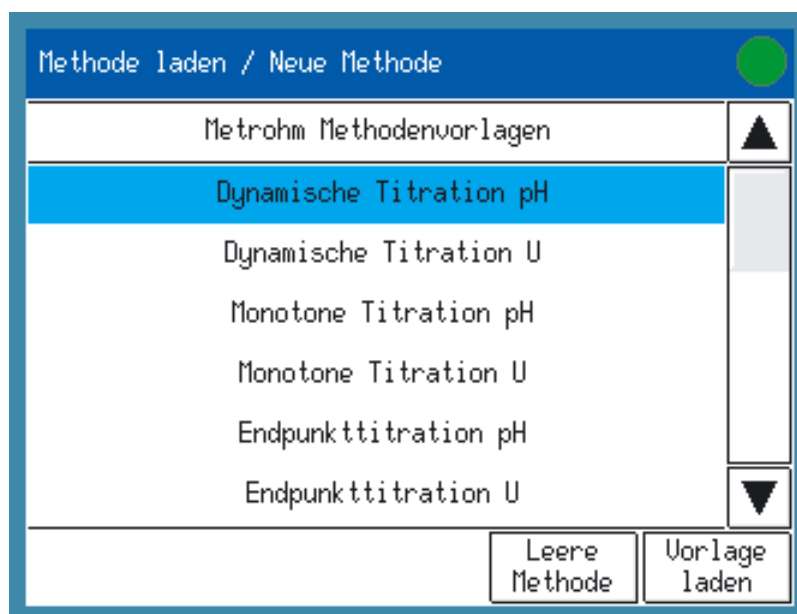 Methode laden / Neue Methode
Metrohm Methodenvorlagen
Dynamische Titration pH
Dynamische Titration U
Monotone Titration pH
Monotone Titration U
Endpunkttitration pH
Endpunkttitration U
Leere
Methode
Vorlage
laden